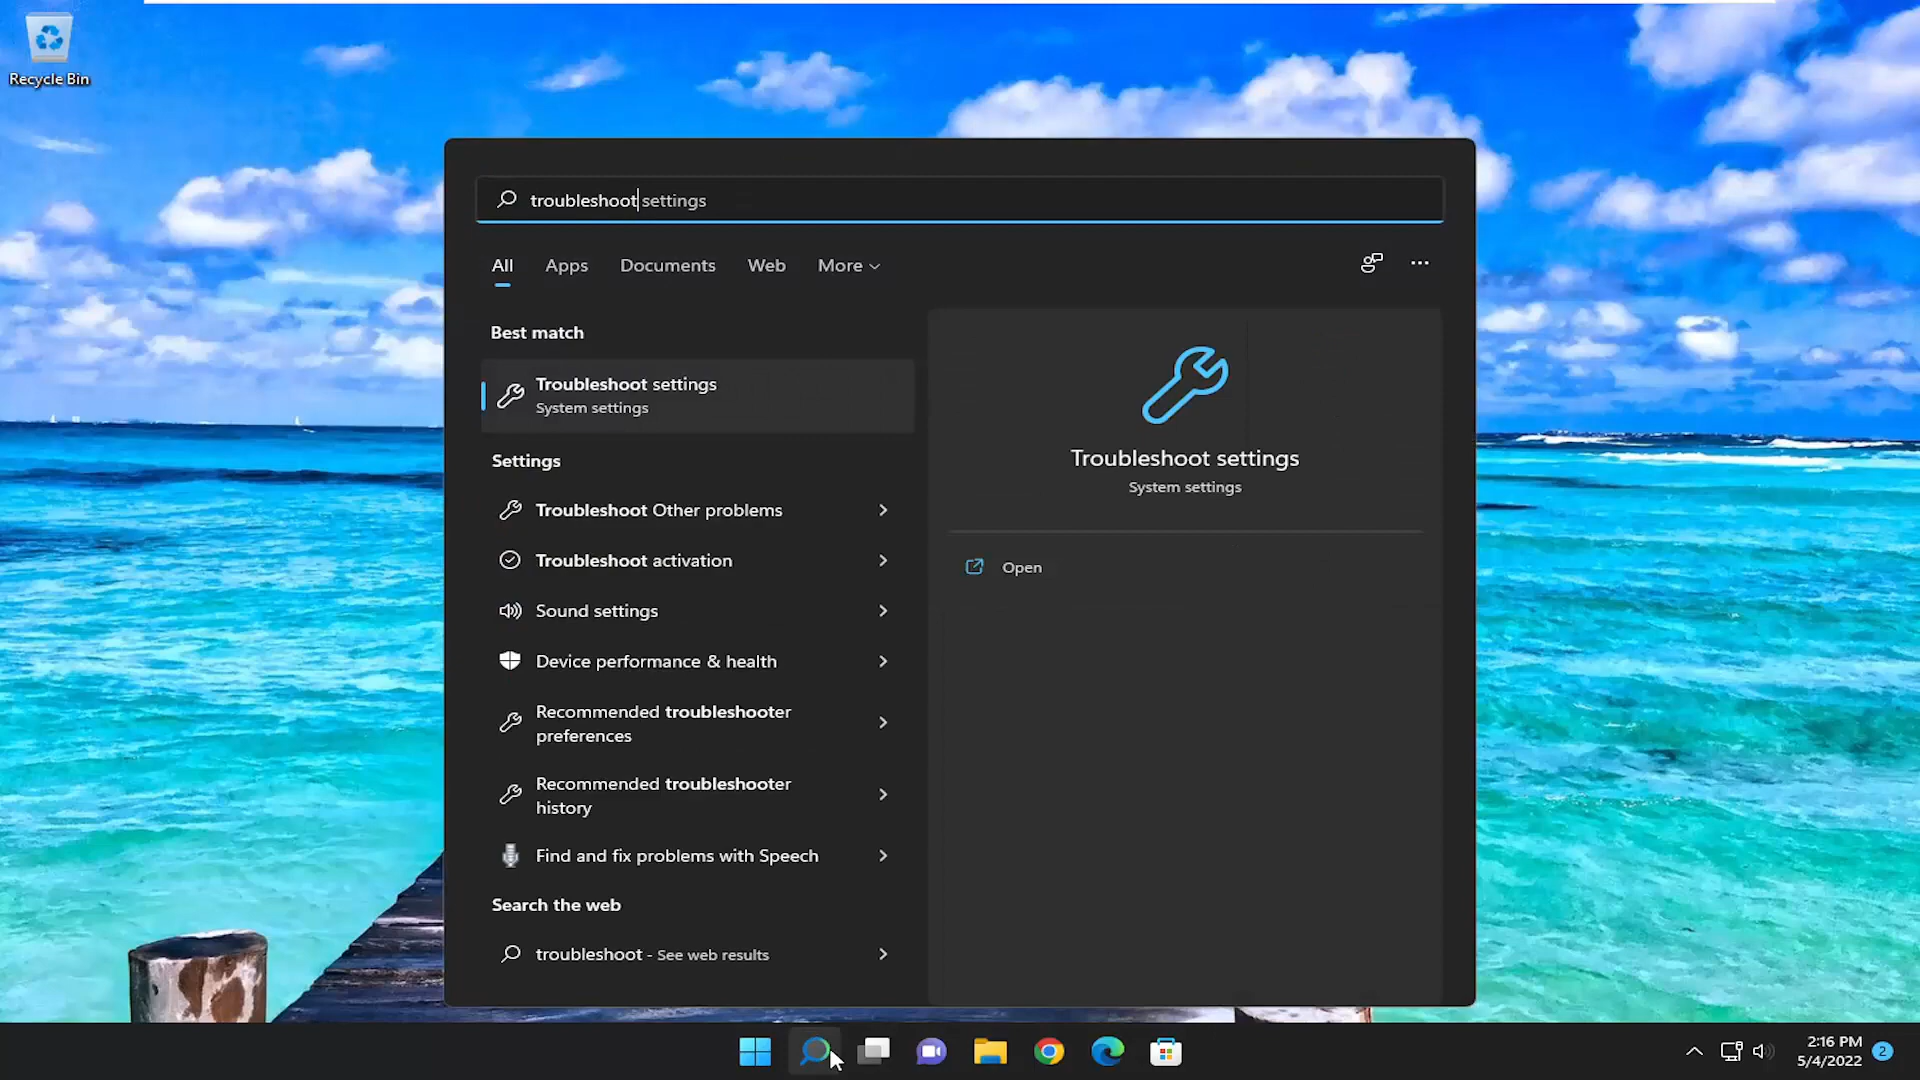 Recycle Bin
troubleshoot settings
All Apps Documents Web More
Best match
Troubleshoot settings
System settings
Settings
Troubleshoot Other problems
Troubleshoot activation
Sound settings
Device performance & health
Recommended troubleshooter
preferences
Recommended troubleshooter
history
Find and fix problems with Speech
Search the web
troubleshoot - See web results
Troubleshoot settings
System settings
Open
2:16 PM
5/4/2022
2